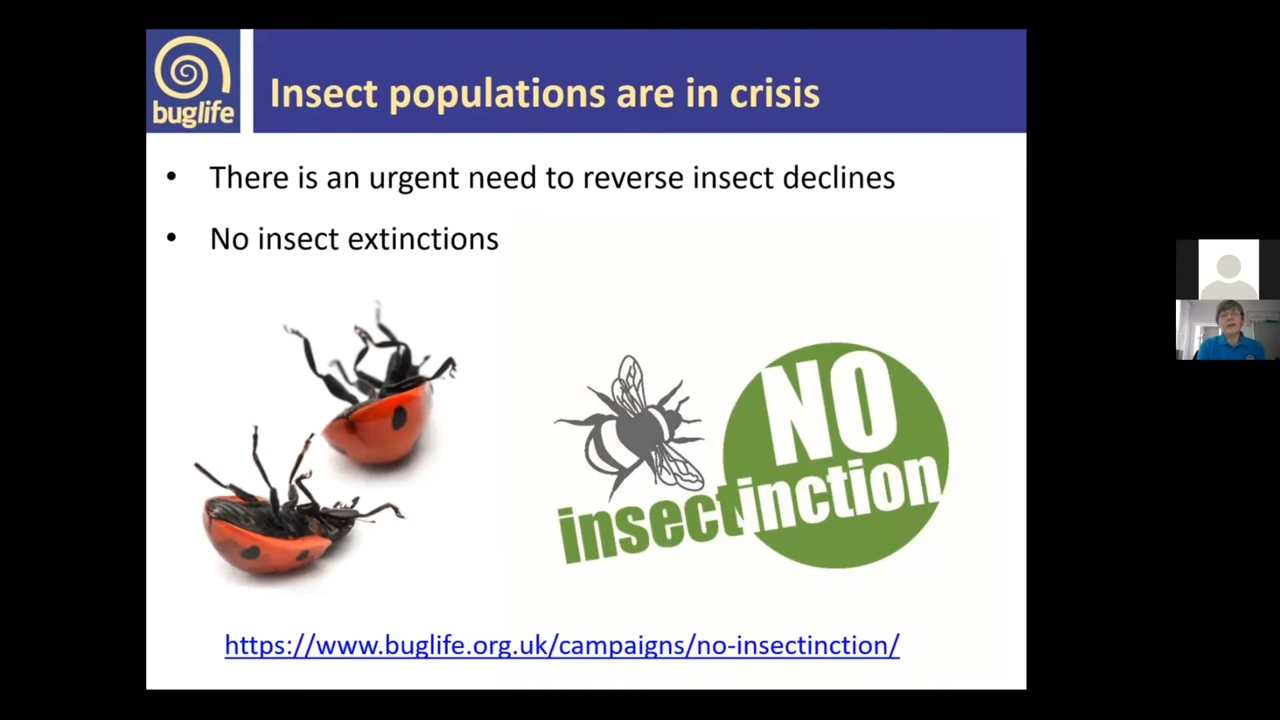 buglife
Insect populations are in crisis
• There is an urgent need to reverse insect declines
• No insect extinctions
NO
insectinction
https://www.buglife.org.uk/campaigns/no-insectinction/